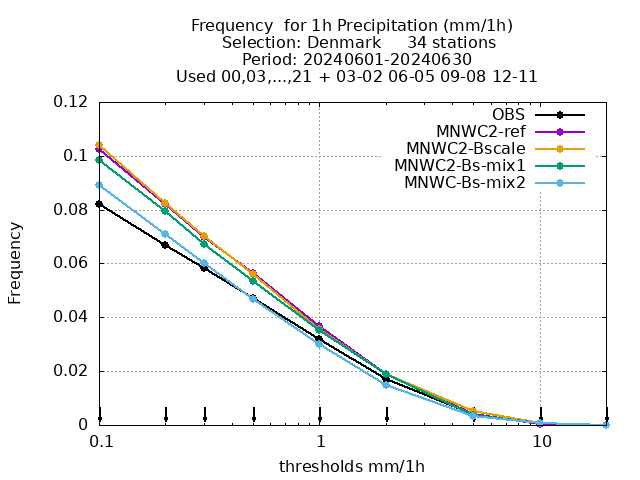 Frequency  for 1h Precipitation (mm/1h)
Selection: Denmark     34 stations
Period: 20240601-20240630
Used 00,03,...,21 + 03-02 06-05 09-08 12-11
0.12
0.1
0.08
0.06
0.04
0.02
0
Frequency
OBS
MNWC2-ref
MNWC2-Bscale
MNWC2-Bs-mix1
MNWC-Bs-mix2
0.1 1 10
thresholds mm/1h